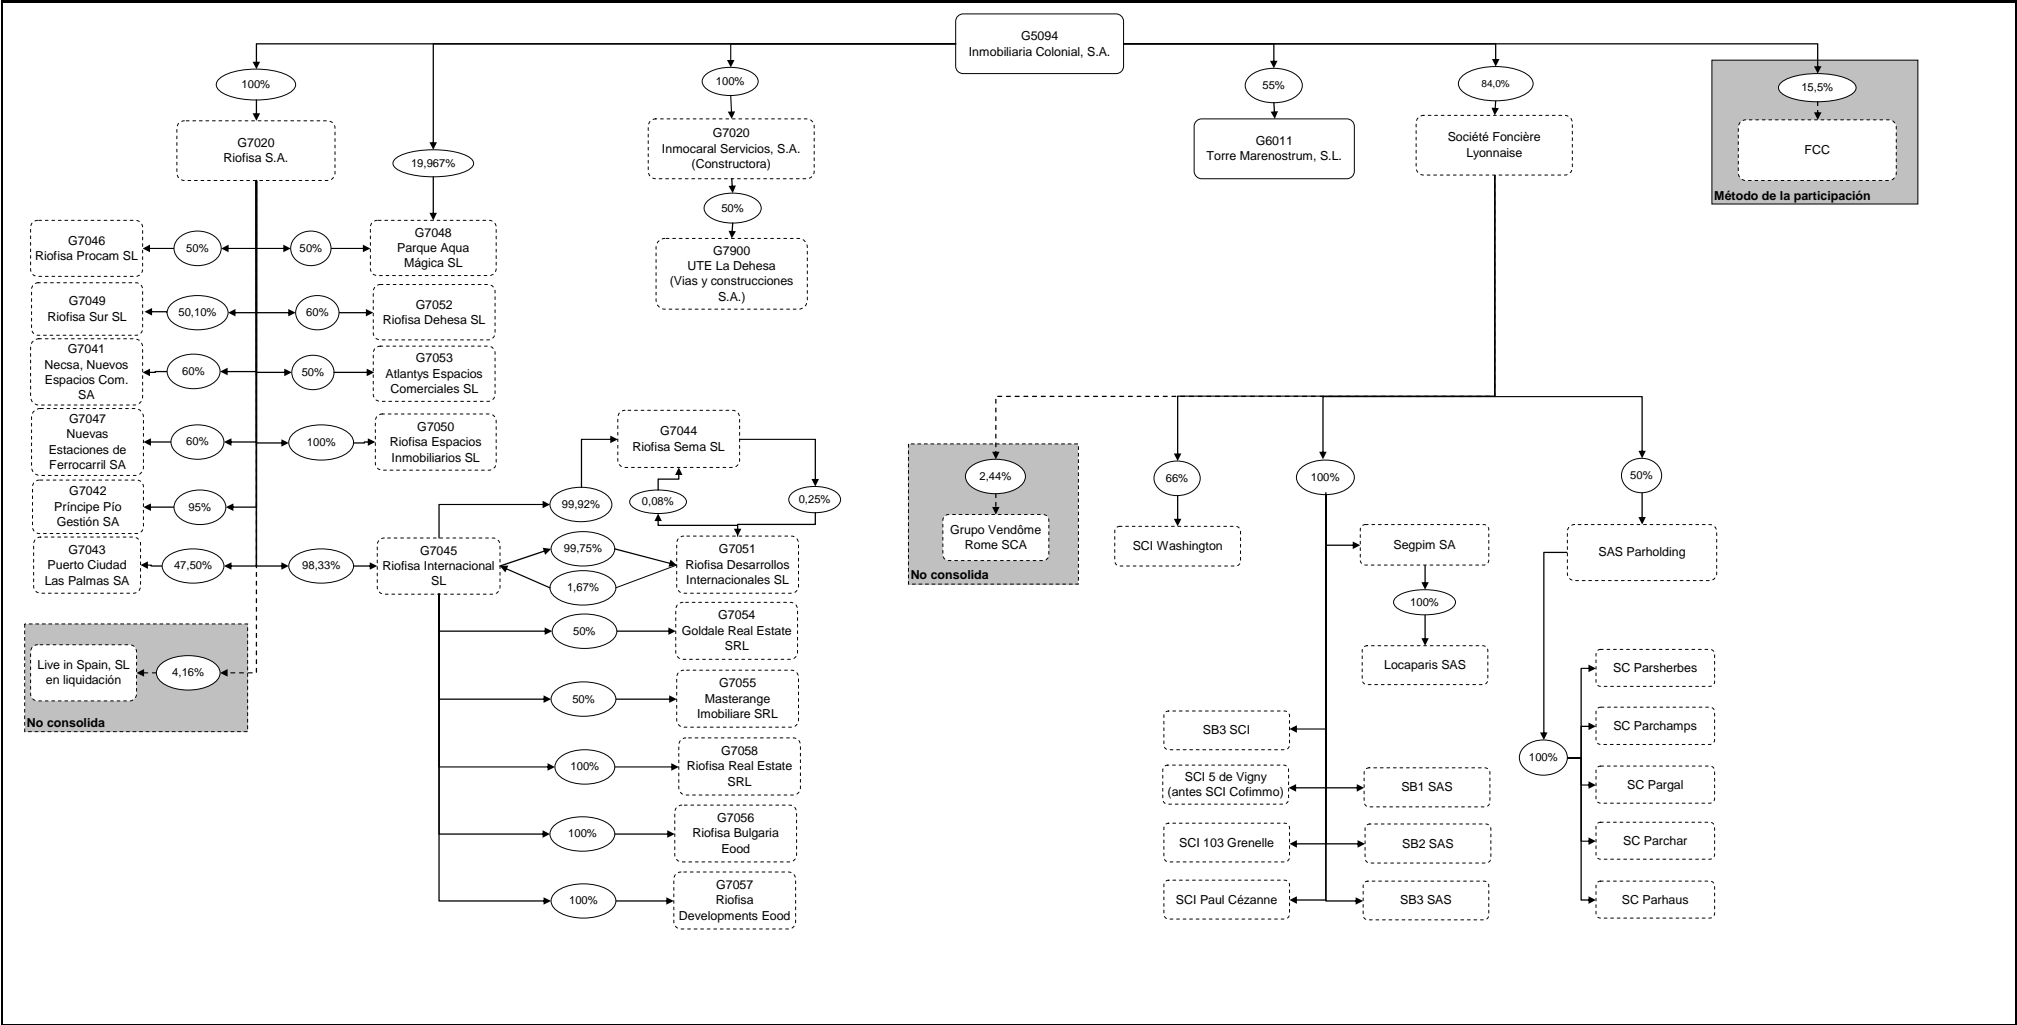 G5094
Inmobiliaria Colonial, S.A.
100%
19,967%
100%
55%
84,0%
15,5%
G7020
Riofisa S.A.
G7020
Inmocaral Servicios, S.A.
(Constructora)
G6011
Torre Marenostrum, S.L.
Société Foncière
Lyonnaise
FCC
Método de la participación
50%
G7900
UTE La Dehesa
(Vias y construcciones
S.A.)
G7046
Riofisa Procam SL
50%
50%
G7048
Parque Aqua
Mágica SL
G7049
Riofisa Sur SL
50,10%
60%
G7052
Riofisa Dehesa SL
G7041
Necsa, Nuevos
Espacios Com.
SA
60%
50%
G7053
Atlantys Espacios
Comerciales SL
G7047
Nuevas
Estaciones de
Ferrocarril SA
60%
100%
G7050
Riofisa Espacios
Inmobiliarios SL
G7042
Príncipe Pío
Gestión SA
95%
G7043
Puerto Ciudad
Las Palmas SA
47,50%
98,33%
G7045
Riofisa Internacional
SL
Live in Spain, SL
en liquidación
4,16%
No consolida
G7044
Riofisa Sema SL
99,92%
0,08%
0,25%
99,75%
1,67%
G7051
Riofisa Desarrollos
Internacionales SL
50%
G7054
Goldale Real Estate
SRL
50%
G7055
Masterange
Imobiliare SRL
100%
G7058
Riofisa Real Estate
SRL
100%
G7056
Riofisa Bulgaria
Eood
100%
G7057
Riofisa
Developments Eood
2,44%
Grupo Vendôme
Rome SCA
No consolida
66%
SCI Washington
100%
Segpim SA
100%
Locaparis SAS
SB3 SCI
SCI 5 de Vigny
(antes SCI Cofimmo)
SB1 SAS
SCI 103 Grenelle
SB2 SAS
SCI Paul Cézanne
SB3 SAS
50%
SAS Parholding
100%
SC Parsherbes
SC Parchamps
SC Pargal
SC Parchar
SC Parhaus